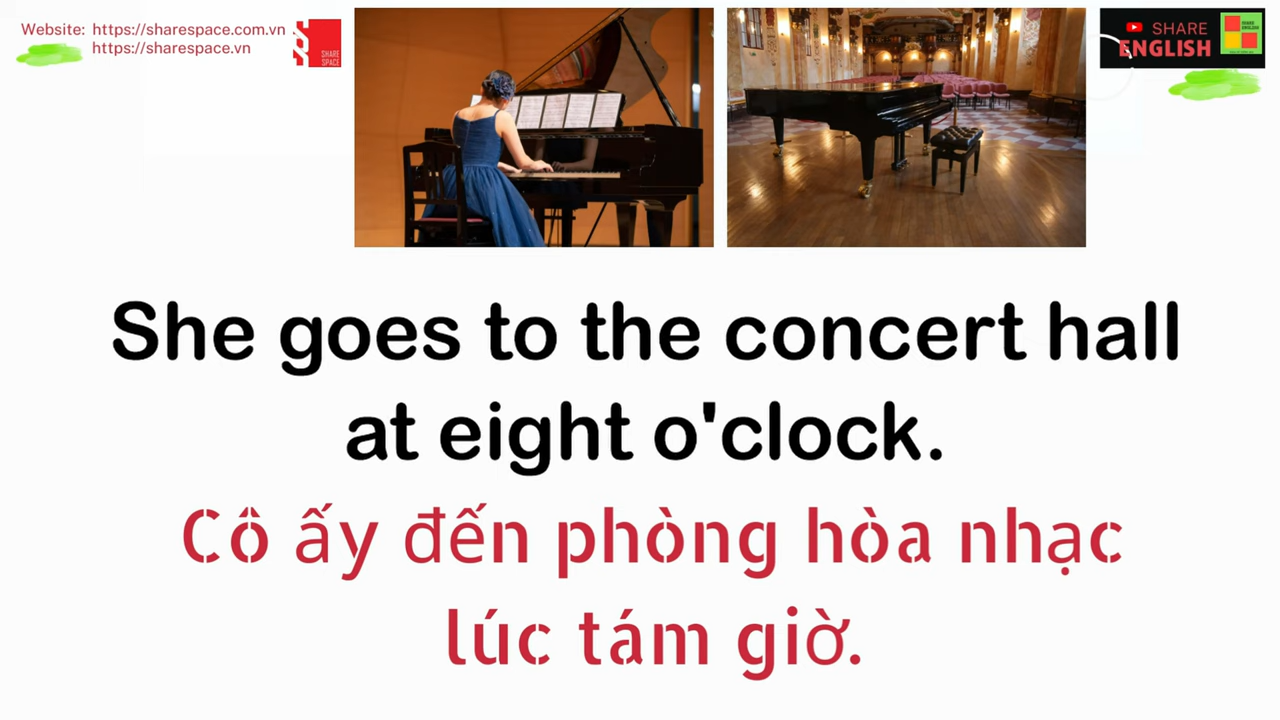 Website: https://sharespace.com.vn
https://sharespace.vn
SHARE
SPACE
SHARE
ENGLISH
She goes to the concert hall
at eight o'clock.
Cô ấy đến phòng hòa nhạc
lúc tám giờ.